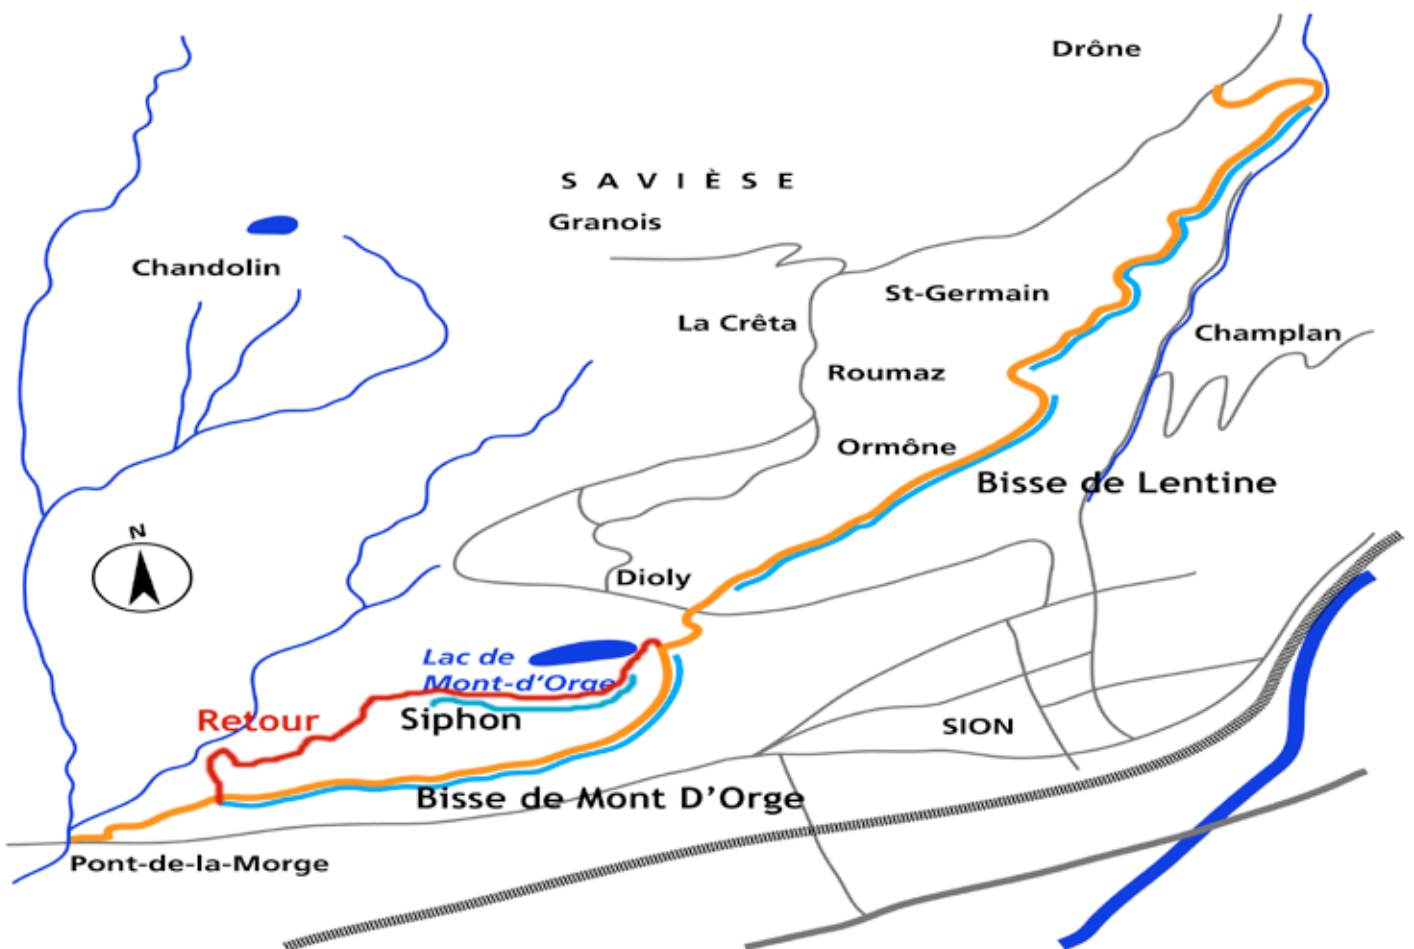 Drône
SAVIÈSE
Granois
Chandolin
St-Germain
La Crêta
Champlan
Roumaz
Ormône
Bisse de Lentine
N
Dioly
Lac de
Mont-d'Orge
Retour
Siphon
SION
Bisse de Mont D'Orge
Pont-de-la-Morge